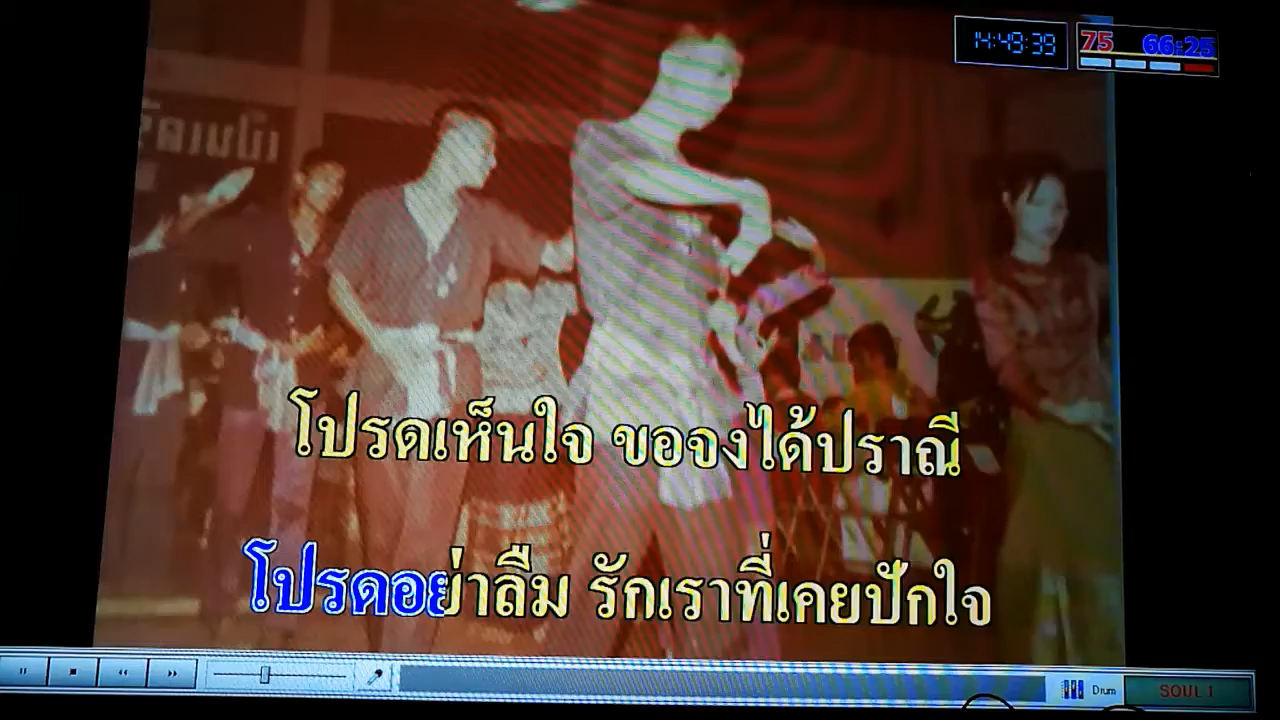 14:49:39
75 66:25
โปรดเห็นใจ ขอจงได้ปราณี
โปรดอย่าลืม รักเราที่เคยปักใจ
Drum
SOUL 1